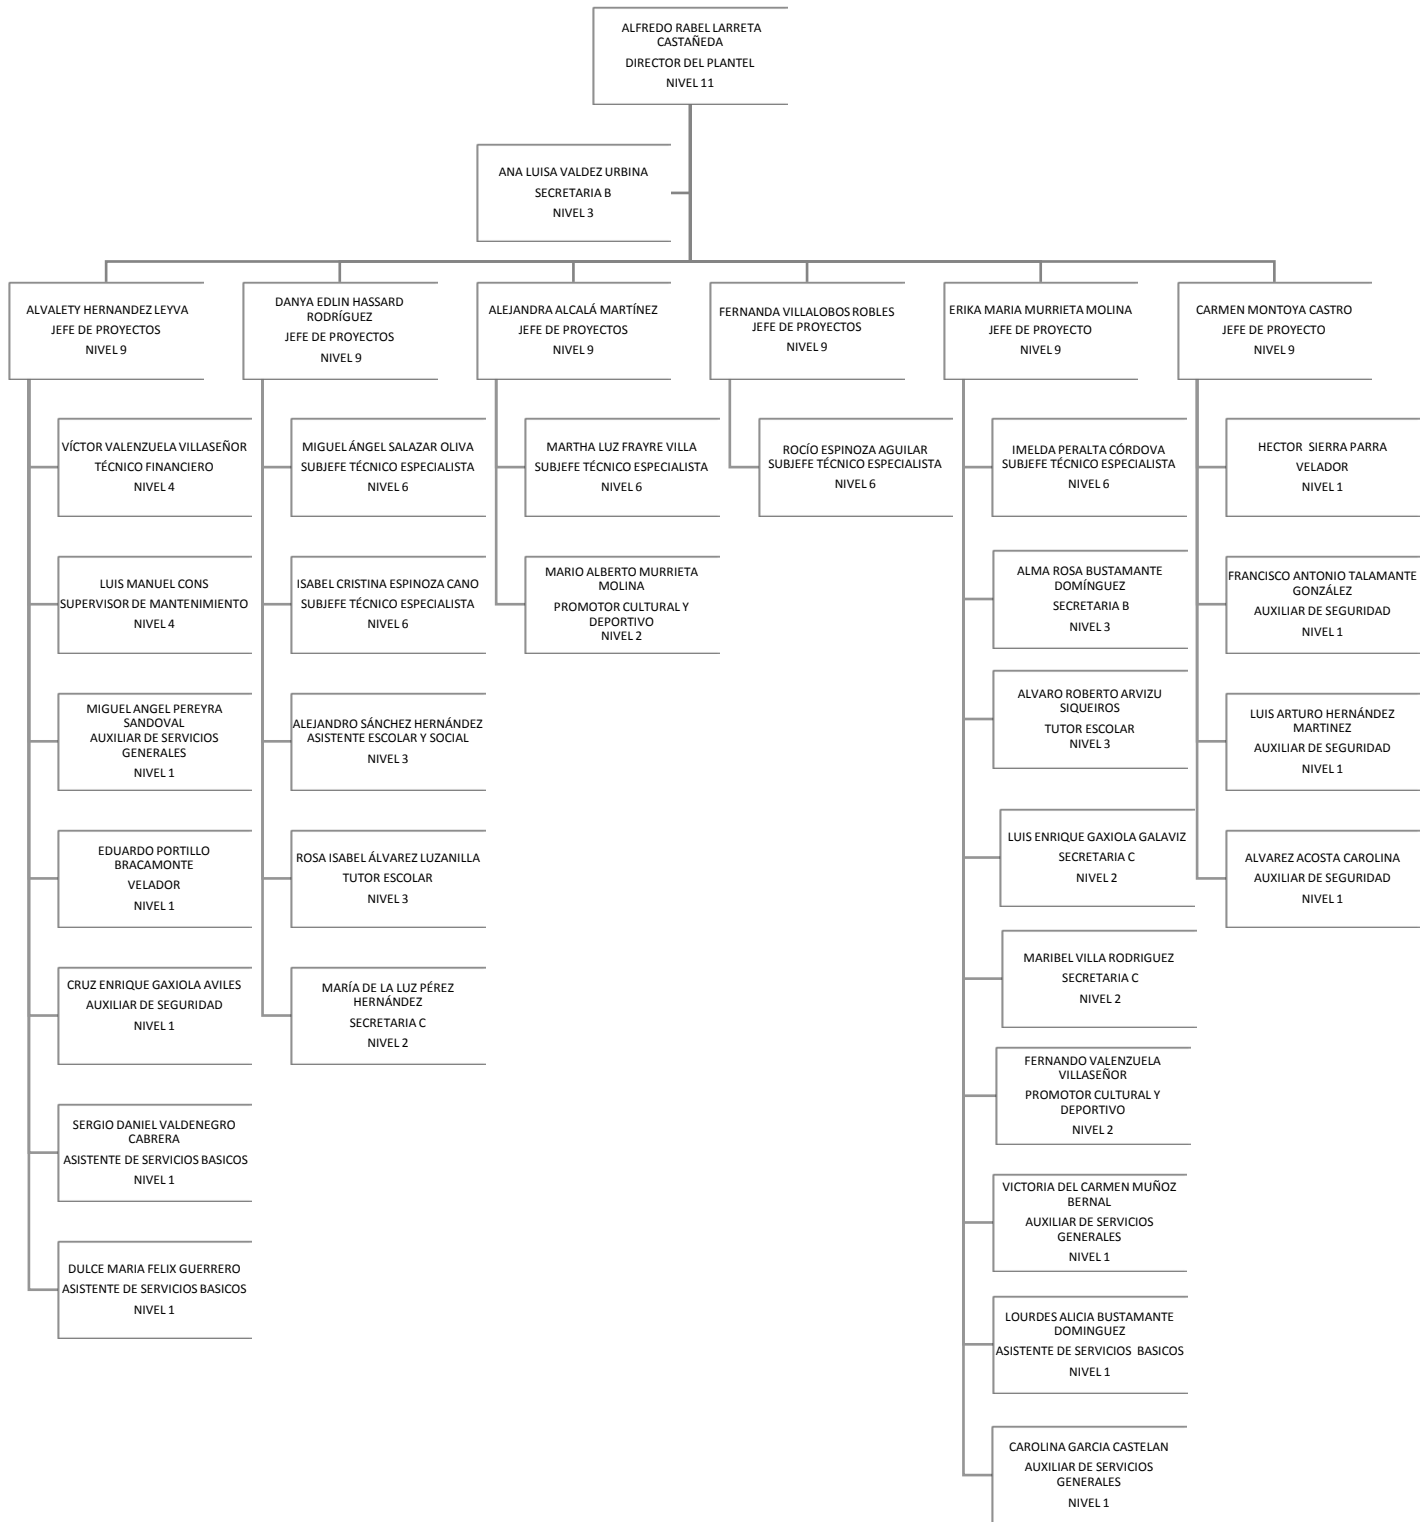 ALFREDO RABEL LARRETA
CASTAÑEDA
DIRECTOR DEL PLANTEL
NIVEL 11
ANA LUISA VALDEZ URBINA
SECRETARIA B
NIVEL 3
ALVALETY HERNANDEZ LEYVA
JEFE DE PROYECTOS
NIVEL 9
VÍCTOR VALENZUELA VILLASEÑOR
TÉCNICO FINANCIERO
NIVEL 4
LUIS MANUEL CONS
SUPERVISOR DE MANTENIMIENTO
NIVEL 4
MIGUEL ANGEL PEREYRA
SANDOVAL
AUXILIAR DE SERVICIOS
GENERALES
NIVEL 1
EDUARDO PORTILLO
BRACAMONTE
VELADOR
NIVEL 1
CRUZ ENRIQUE GAXIOLA AVILES
AUXILIAR DE SEGURIDAD
NIVEL 1
SERGIO DANIEL VALDENEGRO
CABRERA
ASISTENTE DE SERVICIOS BASICOS
NIVEL 1
DULCE MARIA FELIX GUERRERO
ASISTENTE DE SERVICIOS BASICOS
NIVEL 1
DANYA EDLIN HASSARD
RODRÍGUEZ
JEFE DE PROYECTOS
NIVEL 9
MIGUEL ÁNGEL SALAZAR OLIVA
SUBJEFE TÉCNICO ESPECIALISTA
NIVEL 6
ISABEL CRISTINA ESPINOZA CANO
SUBJEFE TÉCNICO ESPECIALISTA
NIVEL 6
ALEJANDRO SÁNCHEZ HERNÁNDEZ
ASISTENTE ESCOLAR Y SOCIAL
NIVEL 3
ROSA ISABEL ÁLVAREZ LUZANILLA
TUTOR ESCOLAR
NIVEL 3
MARÍA DE LA LUZ PÉREZ
HERNÁNDEZ
SECRETARIA C
NIVEL 2
ALEJANDRA ALCALÁ MARTÍNEZ
JEFE DE PROYECTOS
NIVEL 9
MARTHA LUZ FRAYRE VILLA
SUBJEFE TÉCNICO ESPECIALISTA
NIVEL 6
MARIO ALBERTO MURRIETA
MOLINA
PROMOTOR CULTURAL Y
DEPORTIVO
NIVEL 2
FERNANDA VILLALOBOS ROBLES
JEFE DE PROYECTOS
NIVEL 9
ROCÍO ESPINOZA AGUILAR
SUBJEFE TÉCNICO ESPECIALISTA
NIVEL 6
ERIKA MARIA MURRIETA MOLINA
JEFE DE PROYECTO
NIVEL 9
IMELDA PERALTA CÓRDOVA
SUBJEFE TÉCNICO ESPECIALISTA
NIVEL 6
ALMA ROSA BUSTAMANTE
DOMÍNGUEZ
SECRETARIA B
NIVEL 3
ALVARO ROBERTO ARVIZU
SIQUEIROS
TUTOR ESCOLAR
NIVEL 3
LUIS ENRIQUE GAXIOLA GALAVIZ
SECRETARIA C
NIVEL 2
MARIBEL VILLA RODRIGUEZ
SECRETARIA C
NIVEL 2
FERNANDO VALENZUELA
VILLASEÑOR
PROMOTOR CULTURAL Y
DEPORTIVO
NIVEL 2
VICTORIA DEL CARMEN MUÑOZ
BERNAL
AUXILIAR DE SERVICIOS
GENERALES
NIVEL 1
LOURDES ALICIA BUSTAMANTE
DOMINGUEZ
ASISTENTE DE SERVICIOS BASICOS
NIVEL 1
CAROLINA GARCIA CASTELAN
AUXILIAR DE SERVICIOS
GENERALES
NIVEL 1
CARMEN MONTOYA CASTRO
JEFE DE PROYECTO
NIVEL 9
HECTOR SIERRA PARRA
VELADOR
NIVEL 1
FRANCISCO ANTONIO TALAMANTE
GONZÁLEZ
AUXILIAR DE SEGURIDAD
NIVEL 1
LUIS ARTURO HERNÁNDEZ
MARTINEZ
AUXILIAR DE SEGURIDAD
NIVEL 1
ALVAREZ ACOSTA CAROLINA
AUXILIAR DE SEGURIDAD
NIVEL 1